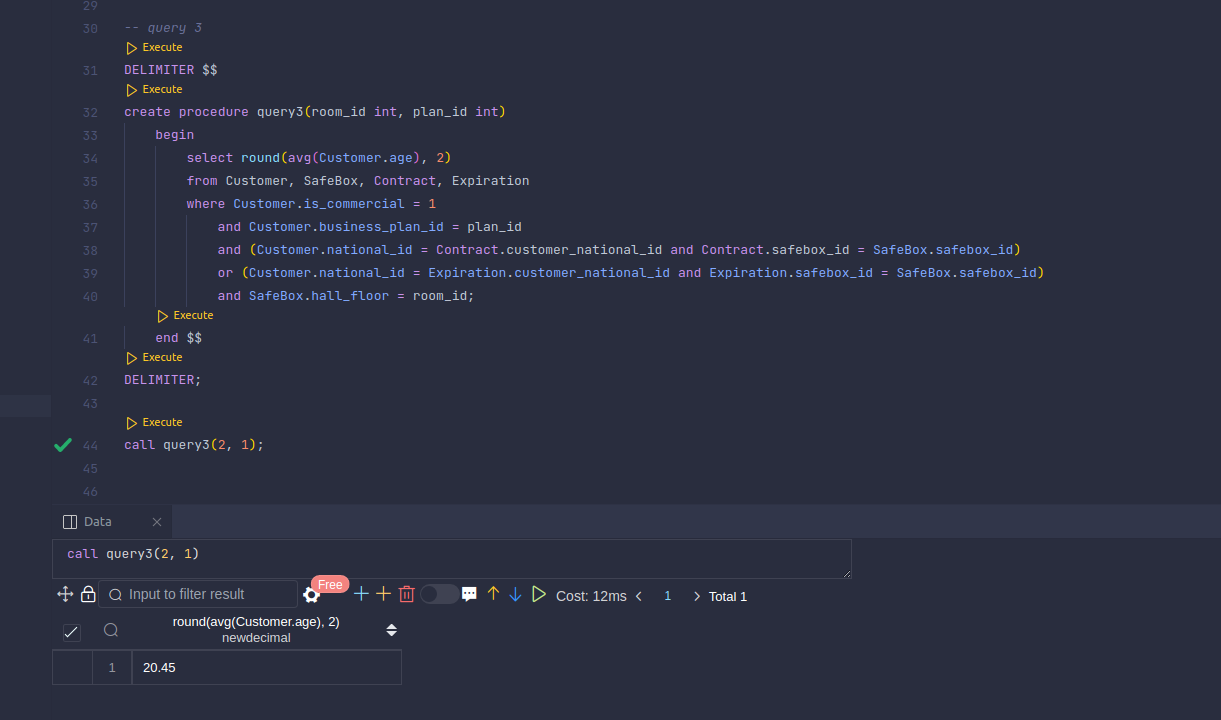 29
30 -- query 3
Execute
31 DELIMITER $$
Execute
32 create procedure query3(room_id int, plan_id int)
33 begin
34 select round(avg(Customer.age), 2)
35 from Customer, SafeBox, Contract, Expiration
36 where Customer.is_commercial = 1
37 and Customer.business_plan_id = plan_id
38 and (Customer.national_id = Contract.customer_national_id and Contract.safebox_id = SafeBox.safebox_id)
39 or (Customer.national_id = Expiration.customer_national_id and Expiration.safebox_id = SafeBox.safebox_id)
40 and SafeBox.hall_floor = room_id;
Execute
41 end $$
Execute
42 DELIMITER;
43
Execute
44 call query3(2, 1);
45
46
Data
call query3(2, 1)
Input to filter result Free Cost: 12ms 1 Total 1
round(avg(Customer.age), 2)
newdecimal
1 20.45